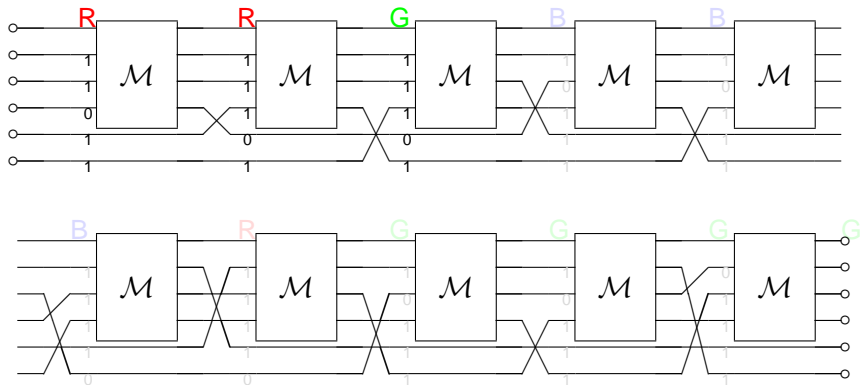 R R G B B
1 1 1 1 1
ℳ ℳ ℳ ℳ ℳ
1 1 1 0 0
0 1 1 1 1
1 0 0 1 1
1 1 1 1 1
B R G G G G
1 1 1 1 0
ℳ ℳ ℳ ℳ ℳ
1 1 0 0 1
1 1 1 1 1
1 1 1 1 1
0 0 1 1 1